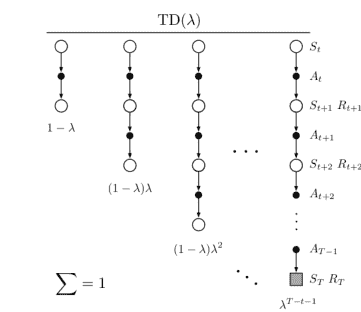 TD(λ)
S_t
A_t
S_{t+1} R_{t+1}
1 − λ
A_{t+1}
S_{t+2} R_{t+2}
(1 − λ)λ
A_{t+2}
(1 − λ)λ²
A_{T−1}
∑ = 1
S_T R_T
λ^{T−t−1}